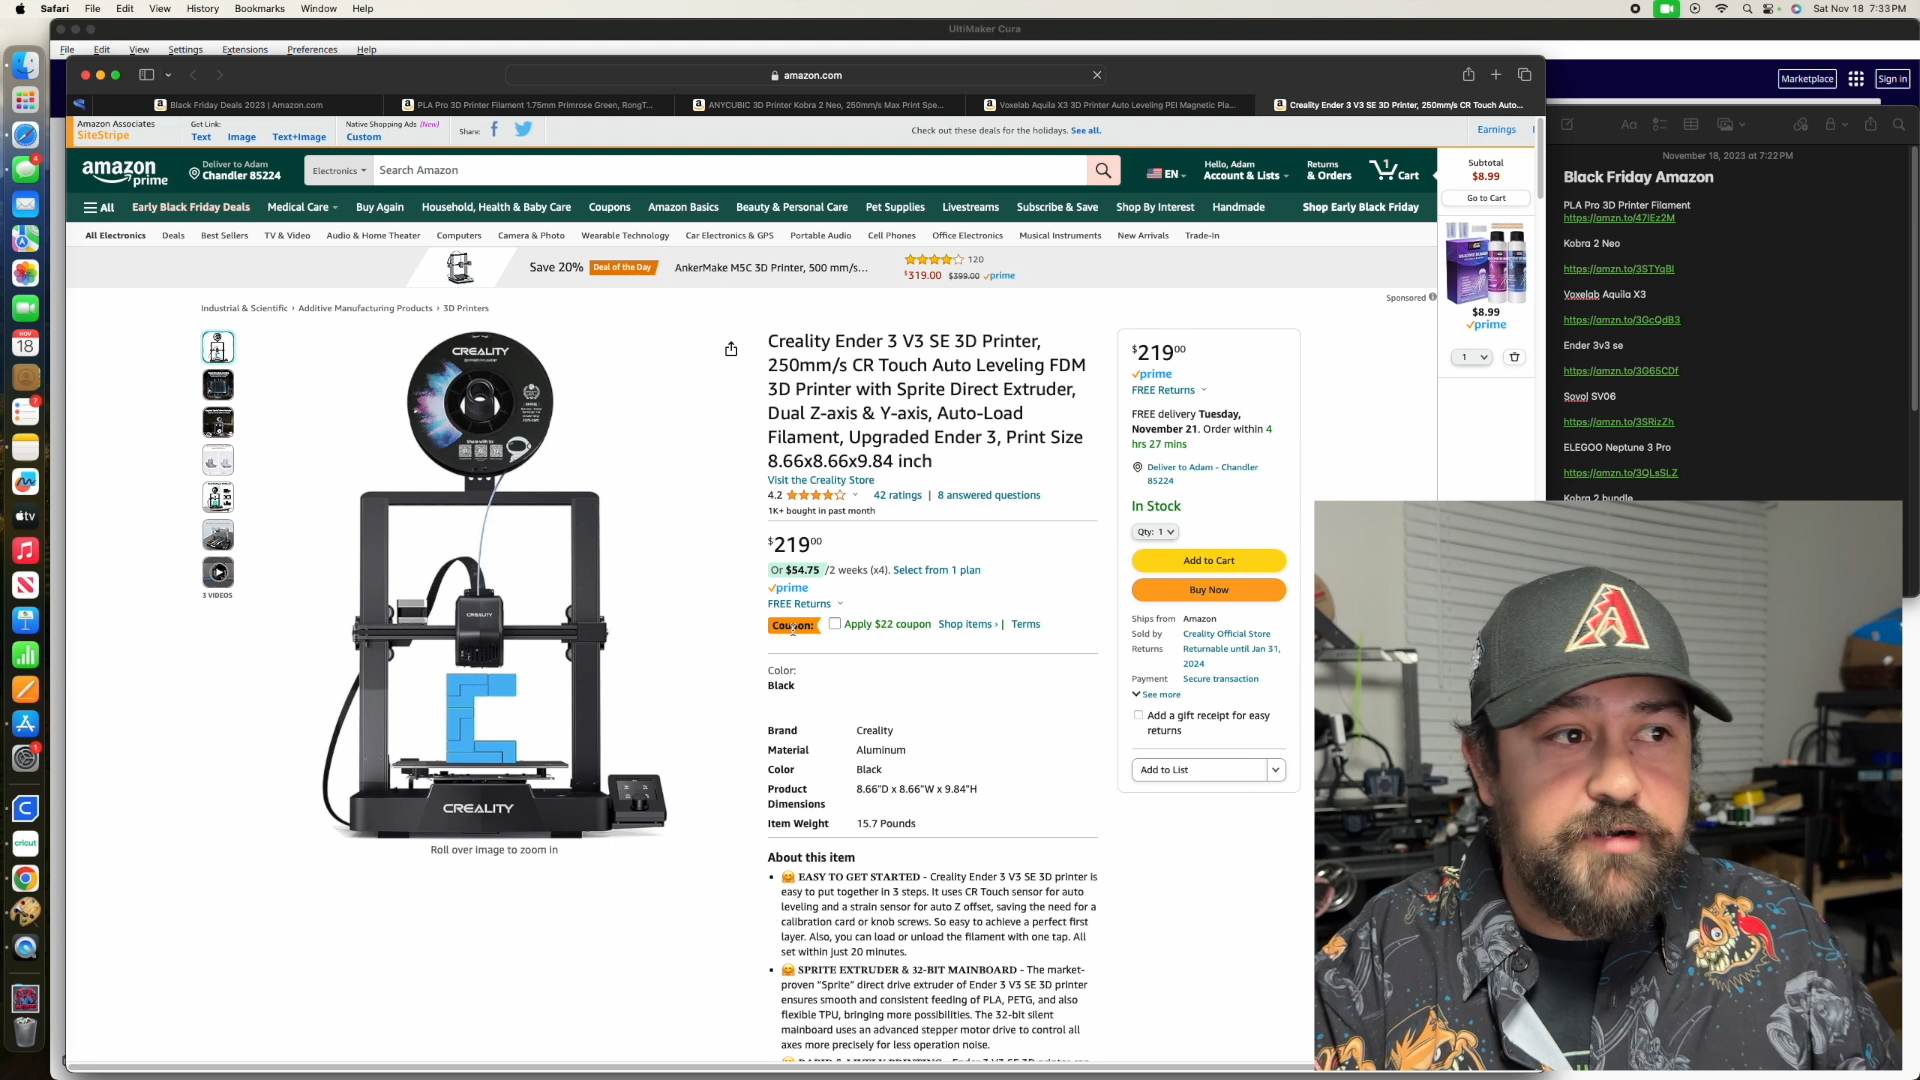 Safari File Edit View History Bookmarks Window Help
Sat Nov 18 7:33 PM
UltiMaker Cura
File Edit View Settings Extensions Preferences Help
amazon.com
Marketplace
Sign in
Black Friday Deals 2023 | Amazon.com
PLA Pro 3D Printer Filament 1.75mm Primrose Green, RongT...
ANYCUBIC 3D Printer Kobra 2 Neo, 250mm/s Max Print Spe...
Voxelab Aquila X3 3D Printer Auto Leveling PEI Magnetic Pla...
Creality Ender 3 V3 SE 3D Printer, 250mm/s CR Touch Auto...
Amazon Associates
SiteStripe
Get Link:
Text Image Text+Image
Native Shopping Ads (New)
Custom
Share:
Check out these deals for the holidays. See all.
Earnings
amazon
prime
Deliver to Adam
Chandler 85224
Electronics
Search Amazon
EN
Hello, Adam
Account & Lists
Returns
& Orders
1
Cart
Subtotal
$8.99
Go to Cart
All
Early Black Friday Deals
Medical Care
Buy Again
Household, Health & Baby Care
Coupons
Amazon Basics
Beauty & Personal Care
Pet Supplies
Livestreams
Subscribe & Save
Shop By Interest
Handmade
Shop Early Black Friday
All Electronics Deals Best Sellers TV & Video Audio & Home Theater Computers Camera & Photo Wearable Technology Car Electronics & GPS Portable Audio Cell Phones Office Electronics Musical Instruments New Arrivals Trade-In
Save 20%
Deal of the Day
AnkerMake M5C 3D Printer, 500 mm/s...
120
$319.00 $399.00 prime
Sponsored
$8.99
prime
1
Industrial & Scientific › Additive Manufacturing Products › 3D Printers
3 VIDEOS
CREALITY
CREALITY
CREALITY
Roll over image to zoom in
Creality Ender 3 V3 SE 3D Printer,
250mm/s CR Touch Auto Leveling FDM
3D Printer with Sprite Direct Extruder,
Dual Z-axis & Y-axis, Auto-Load
Filament, Upgraded Ender 3, Print Size
8.66x8.66x9.84 inch
Visit the Creality Store
4.2
42 ratings | 8 answered questions
1K+ bought in past month
$219 00
Or $54.75 /2 weeks (x4). Select from 1 plan
prime
FREE Returns
Coupon: Apply $22 coupon Shop items › | Terms
Color:
Black
Brand Creality
Material Aluminum
Color Black
Product Dimensions 8.66"D x 8.66"W x 9.84"H
Item Weight 15.7 Pounds
About this item
• 🤗 EASY TO GET STARTED - Creality Ender 3 V3 SE 3D printer is
easy to put together in 3 steps. It uses CR Touch sensor for auto
leveling and a strain sensor for auto Z offset, saving the need for a
calibration card or knob screws. So easy to achieve a perfect first
layer. Also, you can load or unload the filament with one tap. All
set within just 20 minutes.
• 🤗 SPRITE EXTRUDER & 32-BIT MAINBOARD - The market-
proven "Sprite" direct drive extruder of Ender 3 V3 SE 3D printer
ensures smooth and consistent feeding of PLA, PETG, and also
flexible TPU, bringing more possibilities. The 32-bit silent
mainboard uses an advanced stepper motor drive to control all
axes more precisely for less operation noise.
$219 00
prime
FREE Returns
FREE delivery Tuesday,
November 21. Order within 4
hrs 27 mins
Deliver to Adam - Chandler
85224
In Stock
Qty: 1
Add to Cart
Buy Now
Ships from Amazon
Sold by Creality Official Store
Returns Returnable until Jan 31,
2024
Payment Secure transaction
See more
Add a gift receipt for easy
returns
Add to List
November 18, 2023 at 7:22 PM
Black Friday Amazon
PLA Pro 3D Printer Filament
https://amzn.to/47lEz2M
Kobra 2 Neo
https://amzn.to/3STYqBl
Voxelab Aquila X3
https://amzn.to/3GcQdB3
Ender 3v3 se
https://amzn.to/3G65CDf
Sovol SV06
https://amzn.to/3SRizZh
ELEGOO Neptune 3 Pro
https://amzn.to/3QLsSLZ
Kobra 2 bundle
NOV
18
tv
cricut
A